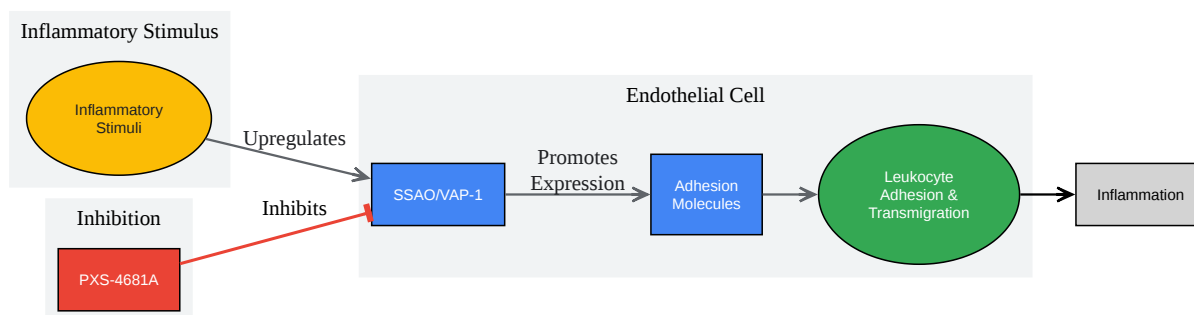 Inflammatory Stimulus
Inflammatory
Stimuli
Upregulates
Inhibition
Inhibits
PXS-4681A
Endothelial Cell
SSAO/VAP-1
Promotes
Expression
Adhesion
Molecules
Leukocyte
Adhesion &
Transmigration
Inflammation